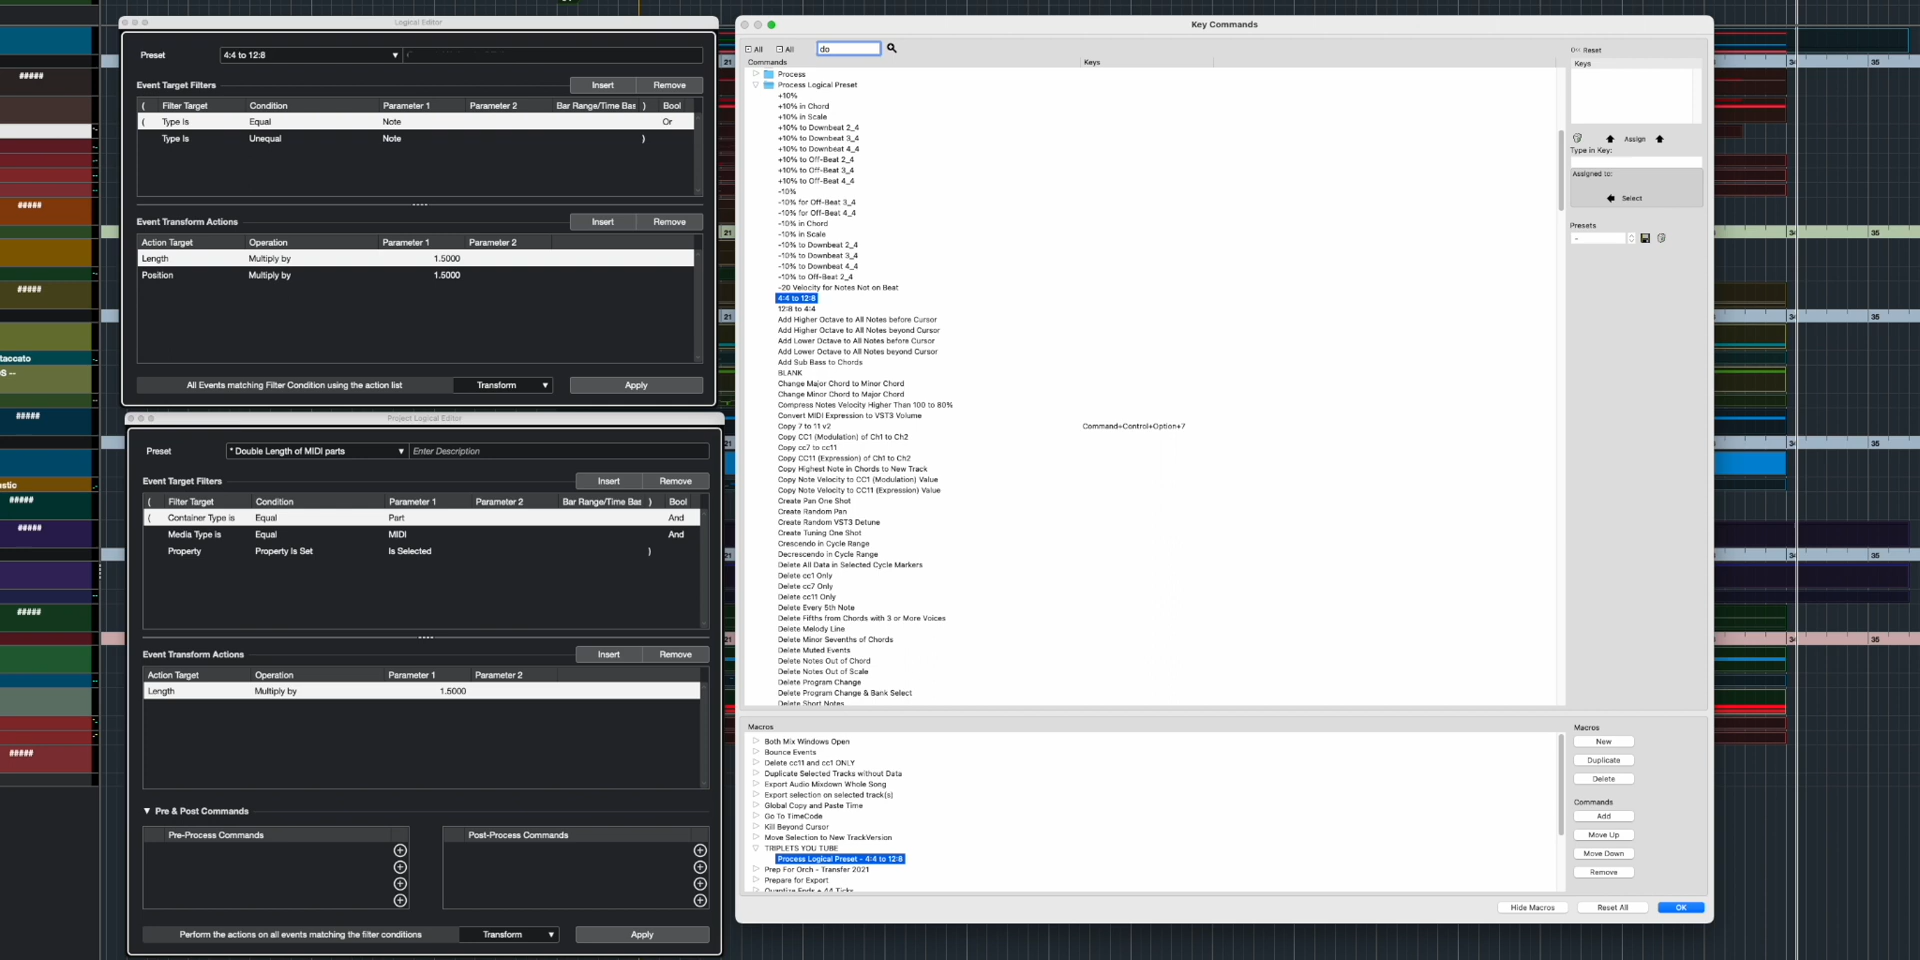 Logical Editor
Preset
4:4 to 12:8
Event Target Filters
Insert
Remove
( Filter Target Condition Parameter 1 Parameter 2 Bar Range/Time Bas ) Bool
( Type Is Equal Note Or
Type Is Unequal Note )
Event Transform Actions
Insert
Remove
Action Target Operation Parameter 1 Parameter 2
Length Multiply by 1.5000
Position Multiply by 1.5000
All Events matching Filter Condition using the action list
Transform
Apply
Project Logical Editor
Preset
* Double Length of MIDI parts
Enter Description
Event Target Filters
Insert
Remove
( Filter Target Condition Parameter 1 Parameter 2 Bar Range/Time Bas ) Bool
( Container Type is Equal Part And
Media Type is Equal MIDI And
Property Property Is Set Is Selected )
Event Transform Actions
Insert
Remove
Action Target Operation Parameter 1 Parameter 2
Length Multiply by 1.5000
Pre & Post Commands
Pre-Process Commands
Post-Process Commands
Perform the actions on all events matching the filter conditions
Transform
Apply
#####
#####
#####
taccato
S --
#####
stic
#####
#####
#####
#####
Key Commands
All
All
do
Commands
Keys
Process
Process Logical Preset
+10%
+10% in Chord
+10% in Scale
+10% to Downbeat 2_4
+10% to Downbeat 3_4
+10% to Downbeat 4_4
+10% to Off-Beat 2_4
+10% to Off-Beat 3_4
+10% to Off-Beat 4_4
-10%
-10% for Off-Beat 3_4
-10% for Off-Beat 4_4
-10% in Chord
-10% in Scale
-10% to Downbeat 2_4
-10% to Downbeat 3_4
-10% to Downbeat 4_4
-10% to Off-Beat 2_4
-20 Velocity for Notes Not on Beat
4:4 to 12:8
12:8 to 4:4
Add Higher Octave to All Notes before Cursor
Add Higher Octave to All Notes beyond Cursor
Add Lower Octave to All Notes before Cursor
Add Lower Octave to All Notes beyond Cursor
Add Sub Bass to Chords
BLANK
Change Major Chord to Minor Chord
Change Minor Chord to Major Chord
Compress Notes Velocity Higher Than 100 to 80%
Convert MIDI Expression to VST3 Volume
Copy 7 to 11 v2 Command+Control+Option+7
Copy CC1 (Modulation) of Ch1 to Ch2
Copy cc7 to cc11
Copy CC11 (Expression) of Ch1 to Ch2
Copy Highest Note in Chords to New Track
Copy Note Velocity to CC1 (Modulation) Value
Copy Note Velocity to CC11 (Expression) Value
Create Pan One Shot
Create Random Pan
Create Random VST3 Detune
Create Tuning One Shot
Crescendo in Cycle Range
Decrescendo in Cycle Range
Delete All Data in Selected Cycle Markers
Delete cc1 Only
Delete cc7 Only
Delete cc11 Only
Delete Every 5th Note
Delete Fifths from Chords with 3 or More Voices
Delete Melody Line
Delete Minor Sevenths of Chords
Delete Muted Events
Delete Notes Out of Chord
Delete Notes Out of Scale
Delete Program Change
Delete Program Change & Bank Select
Delete Short Notes
Macros
Both Mix Windows Open
Bounce Events
Delete cc11 and cc1 ONLY
Duplicate Selected Tracks without Data
Export Audio Mixdown Whole Song
Export selection on selected track(s)
Global Copy and Paste Time
Go To TimeCode
Kill Beyond Cursor
Move Selection to New TrackVersion
TRIPLETS YOU TUBE
Process Logical Preset - 4:4 to 12:8
Prep For Orch - Transfer 2021
Prepare for Export
Quantize Ends + 44 Ticks
Reset
Keys
Assign
Type in Key:
Assigned to:
Select
Presets
-
Macros
New
Duplicate
Delete
Commands
Add
Move Up
Move Down
Remove
Hide Macros
Reset All
OK
21
21
21
21
21
21
35
35
35
35
35
35